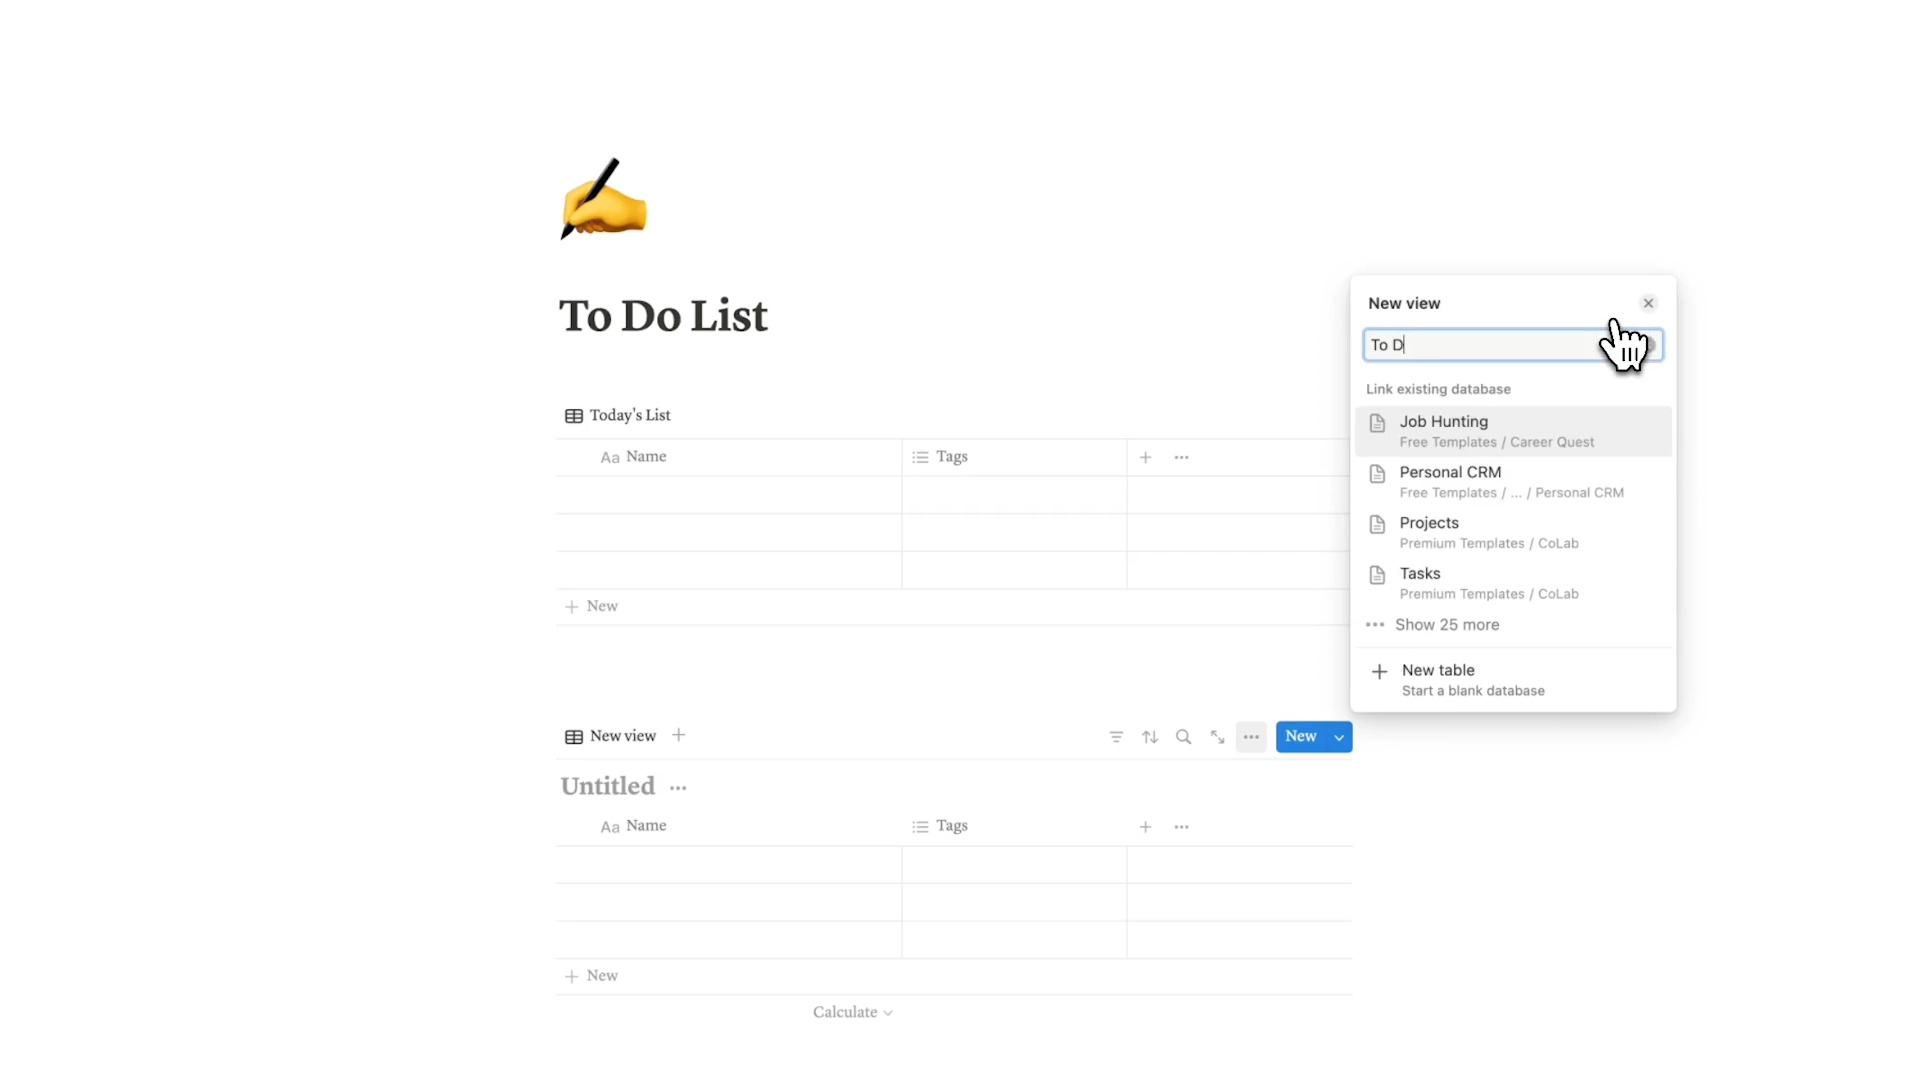 To Do List
Today's List
Aa Name
Tags
New
New view
To D
Link existing database
Job Hunting
Free Templates / Career Quest
Personal CRM
Free Templates / ... / Personal CRM
Projects
Premium Templates / CoLab
Tasks
Premium Templates / CoLab
Show 25 more
New table
Start a blank database
New view
New
Untitled
Aa Name
Tags
New
Calculate